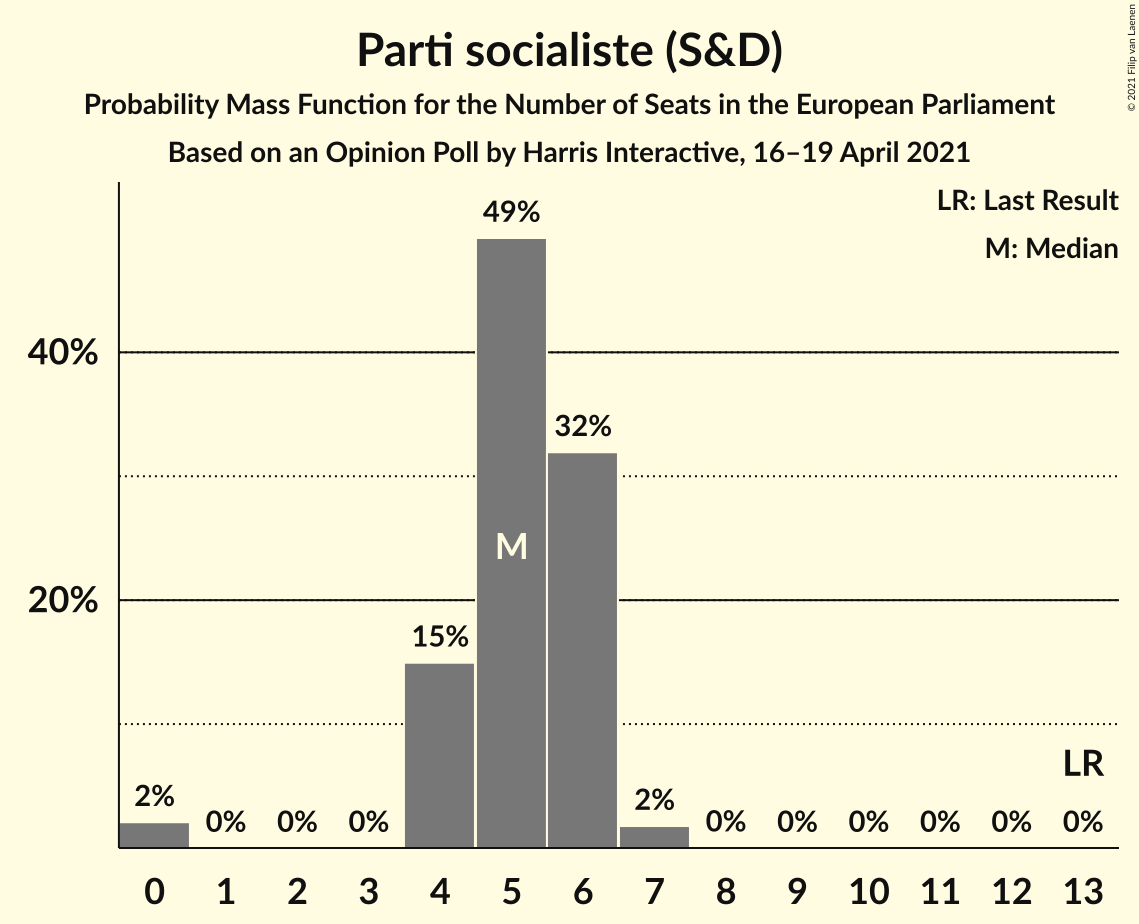 Parti socialiste (S&D)
Probability Mass Function for the Number of Seats in the European Parliament
Based on an Opinion Poll by Harris Interactive, 16–19 April 2021
© 2021 Filip van Laenen
LR: Last Result
M: Median
49%
40%
32%
M
20%
15%
LR
2% 0% 0% 0% 2% 0% 0% 0% 0% 0% 0%
0 1 2 3 4 5 6 7 8 9 10 11 12 13